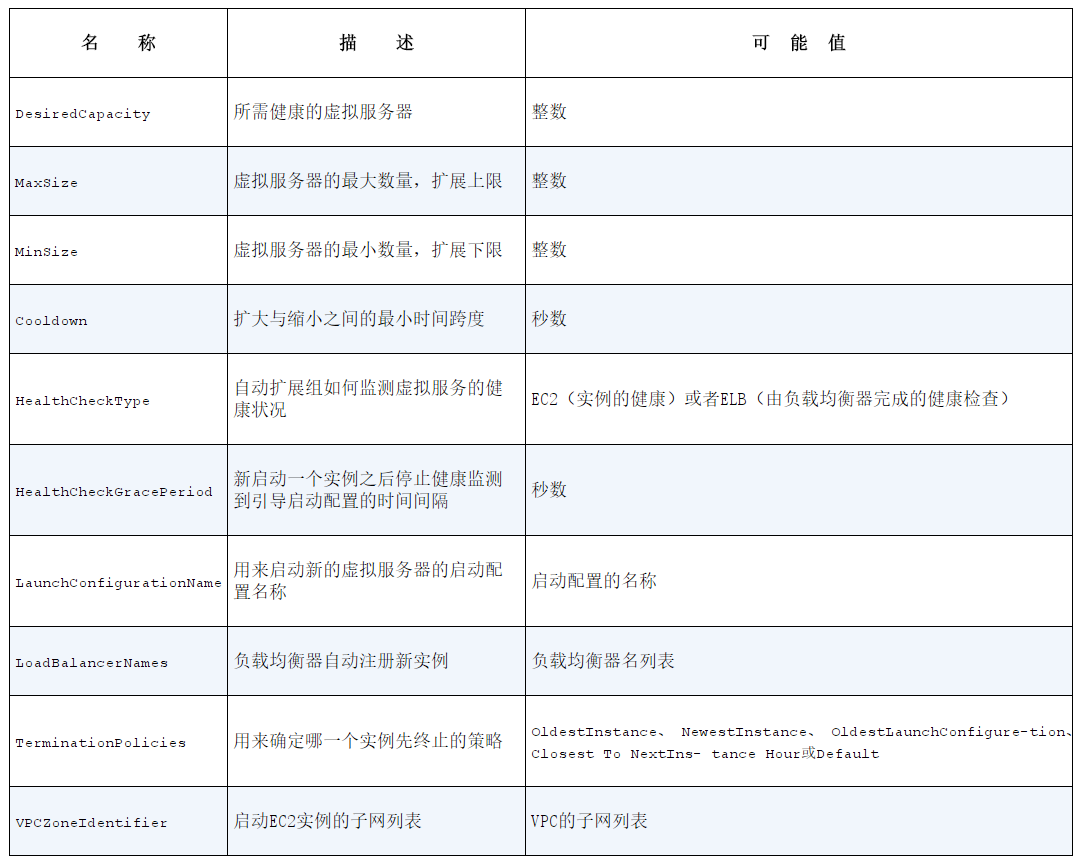 名 称 描 述 可 能 值
DesiredCapacity 所需健康的虚拟服务器 整数
MaxSize 虚拟服务器的最大数量，扩展上限 整数
MinSize 虚拟服务器的最小数量，扩展下限 整数
Cooldown 扩大与缩小之间的最小时间跨度 秒数
HealthCheckType
自动扩展组如何监测虚拟服务的健
康状况
EC2（实例的健康）或者ELB（由负载均衡器完成的健康检查）
HealthCheckGracePeriod
新启动一个实例之后停止健康监测
到引导启动配置的时间间隔
秒数
LaunchConfigurationName
用来启动新的虚拟服务器的启动配
置名称
启动配置的名称
LoadBalancerNames 负载均衡器自动注册新实例 负载均衡器名列表
TerminationPolicies 用来确定哪一个实例先终止的策略
OldestInstance、 NewestInstance、 OldestLaunchConfigure-tion、
Closest To NextIns- tance Hour或Default
VPCZoneIdentifier 启动EC2实例的子网列表 VPC的子网列表